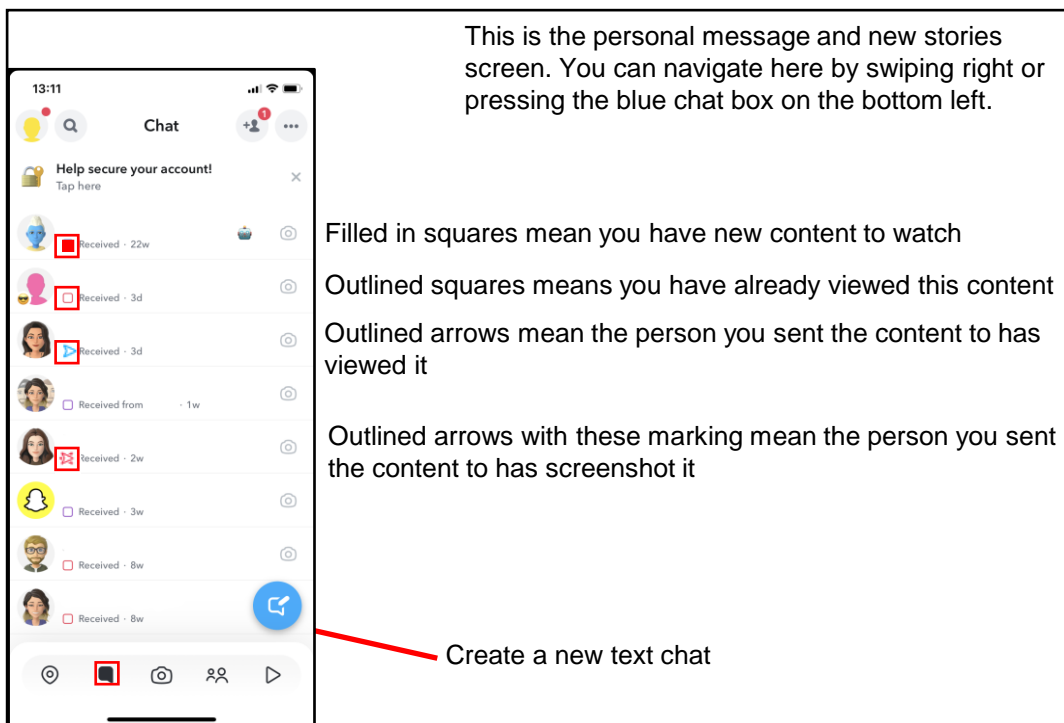 This is the personal message and new stories
screen. You can navigate here by swiping right or
pressing the blue chat box on the bottom left.
13:11
Chat
1
Help secure your account!
Tap here
Received · 22w
Filled in squares mean you have new content to watch
Received · 3d
Outlined squares means you have already viewed this content
Received · 3d
Outlined arrows mean the person you sent the content to has
viewed it
Received from · 1w
Received · 2w
Outlined arrows with these marking mean the person you sent
the content to has screenshot it
Received · 3w
Received · 8w
Received · 8w
Create a new text chat